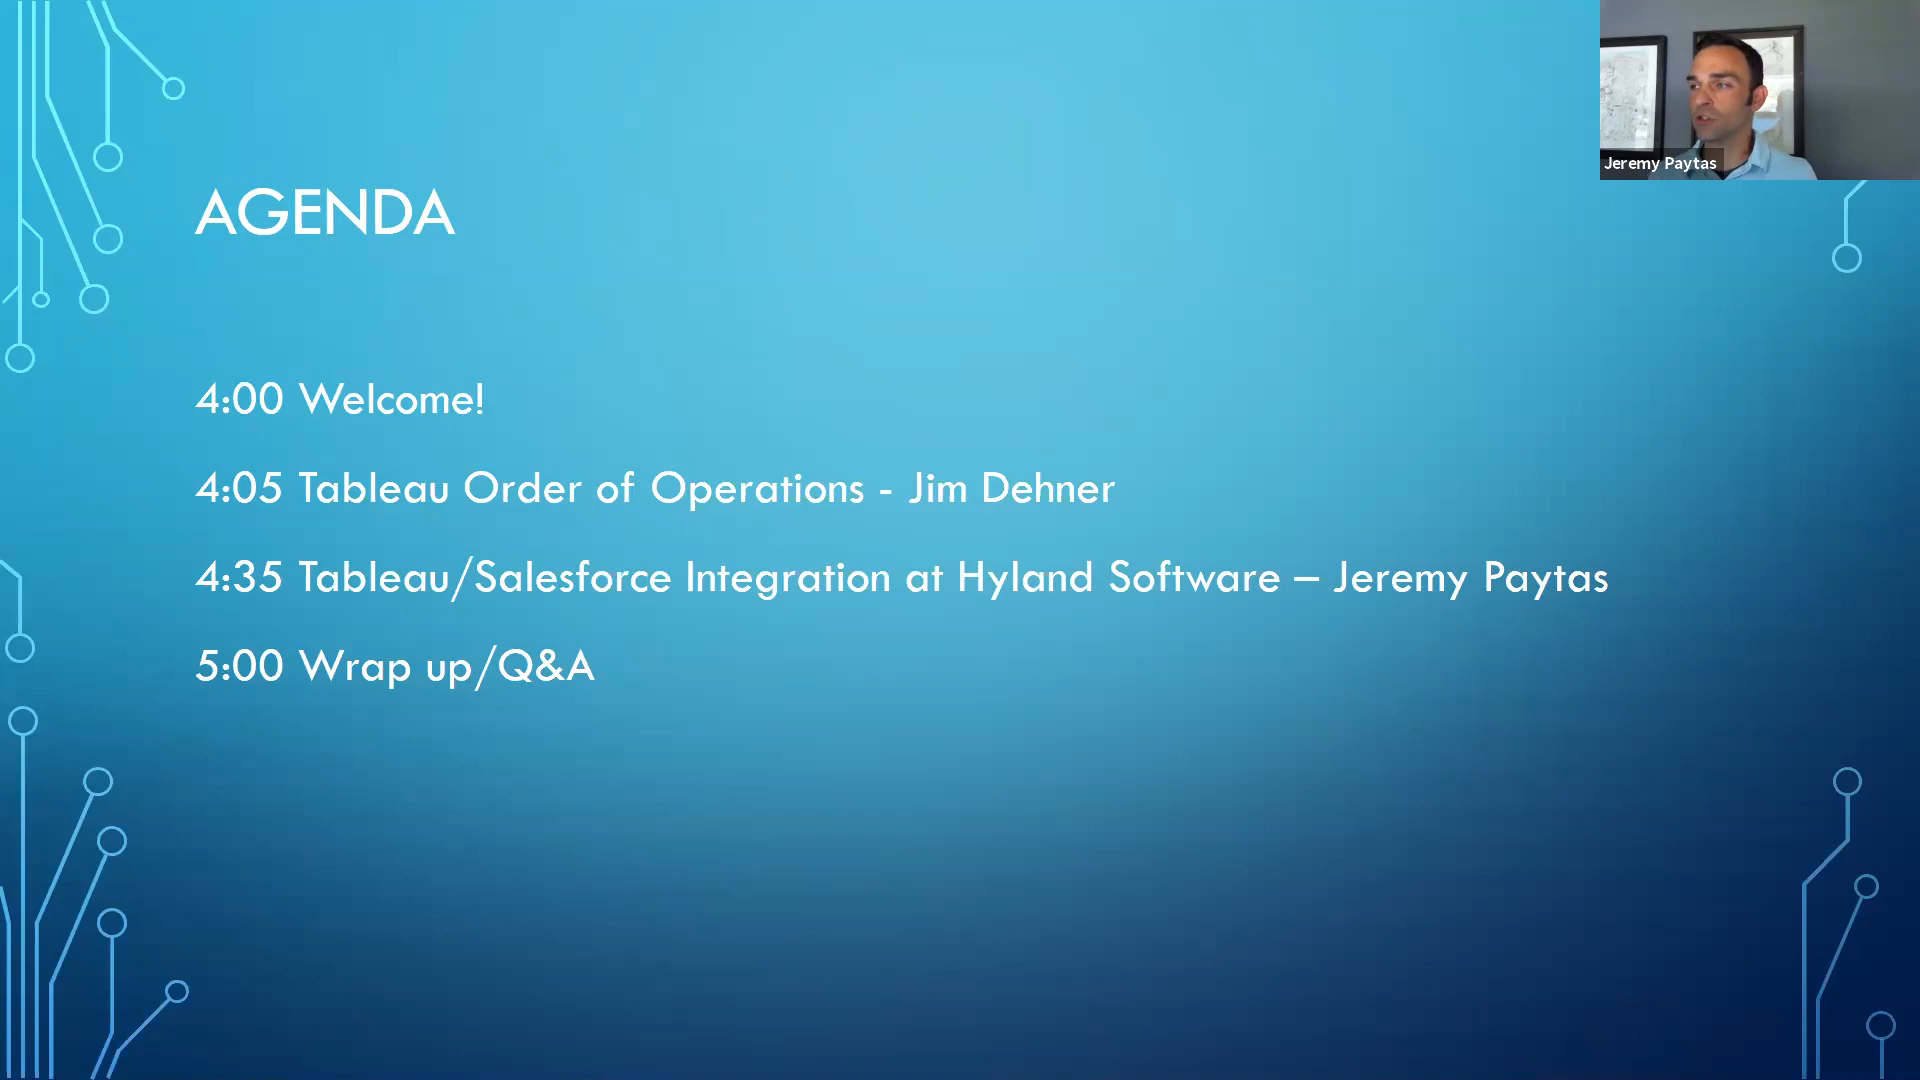 Jeremy Paytas
AGENDA
4:00 Welcome!
4:05 Tableau Order of Operations - Jim Dehner
4:35 Tableau/Salesforce Integration at Hyland Software – Jeremy Paytas
5:00 Wrap up/Q&A